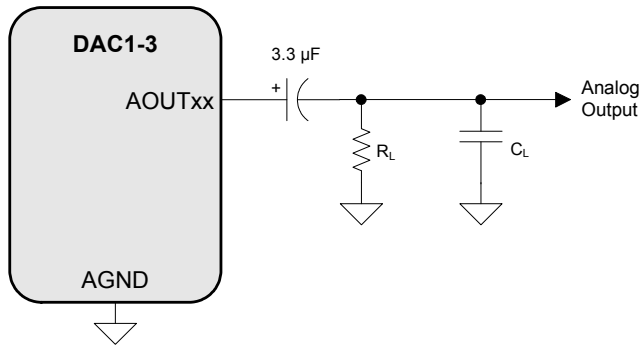 DAC1-3
3.3 µF
AOUTxx
+
Analog
Output
RL
CL
AGND